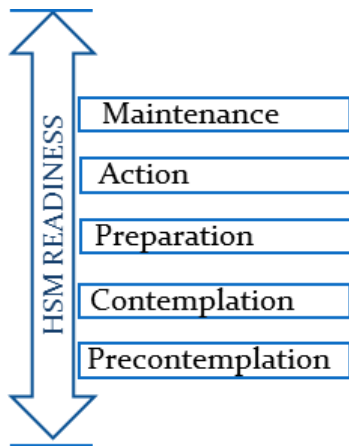 HSM READINESS
Maintenance
Action
Preparation
Contemplation
Precontemplation